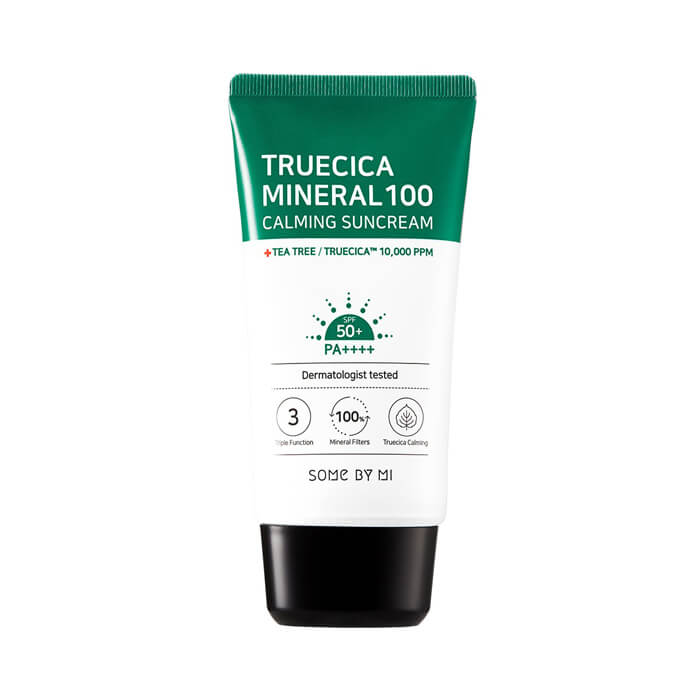 TRUECICA
MINERAL 100
CALMING SUNCREAM
+TEA TREE / TRUECICA™ 10,000 PPM
SPF
50+
PA++++
Dermatologist tested
3
100%
Triple Function
Mineral Filters
Truecica Calming
SOME BY MI